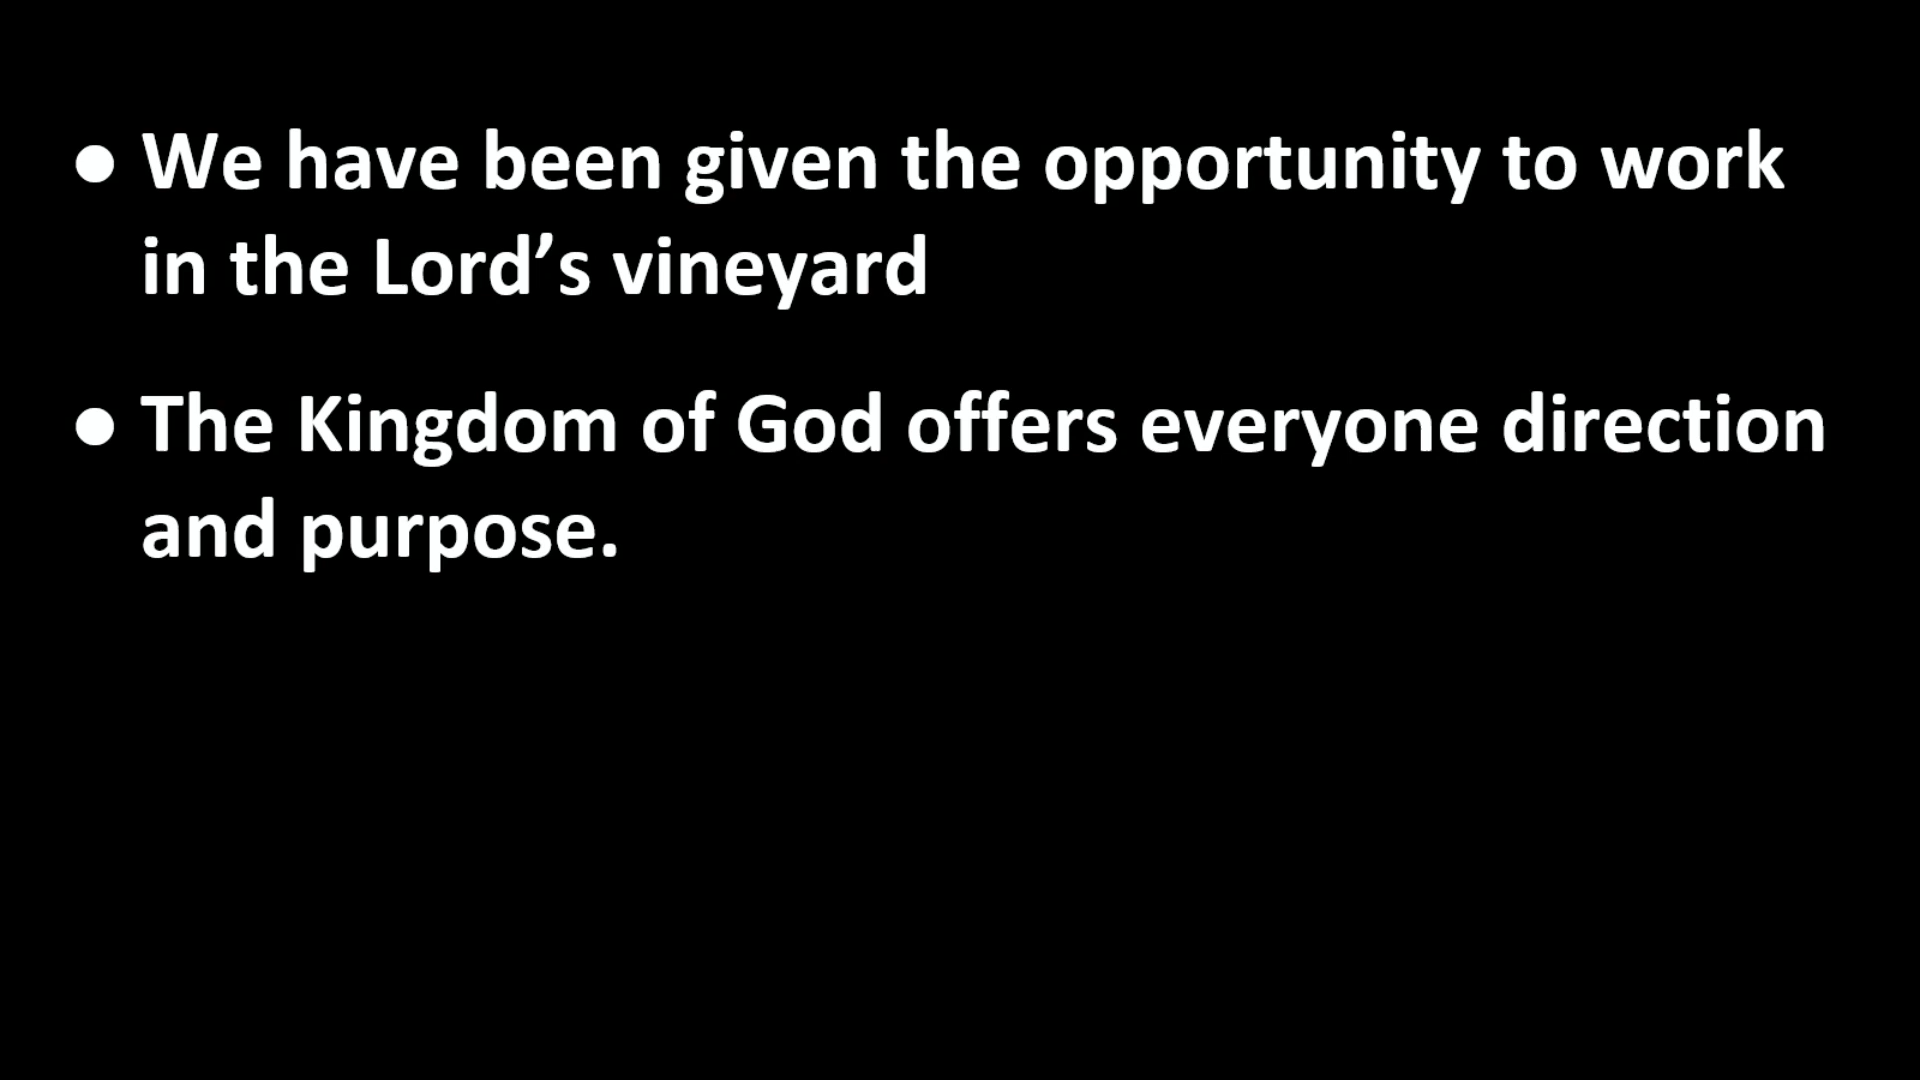 • We have been given the opportunity to work
in the Lord’s vineyard
• The Kingdom of God offers everyone direction
and purpose.